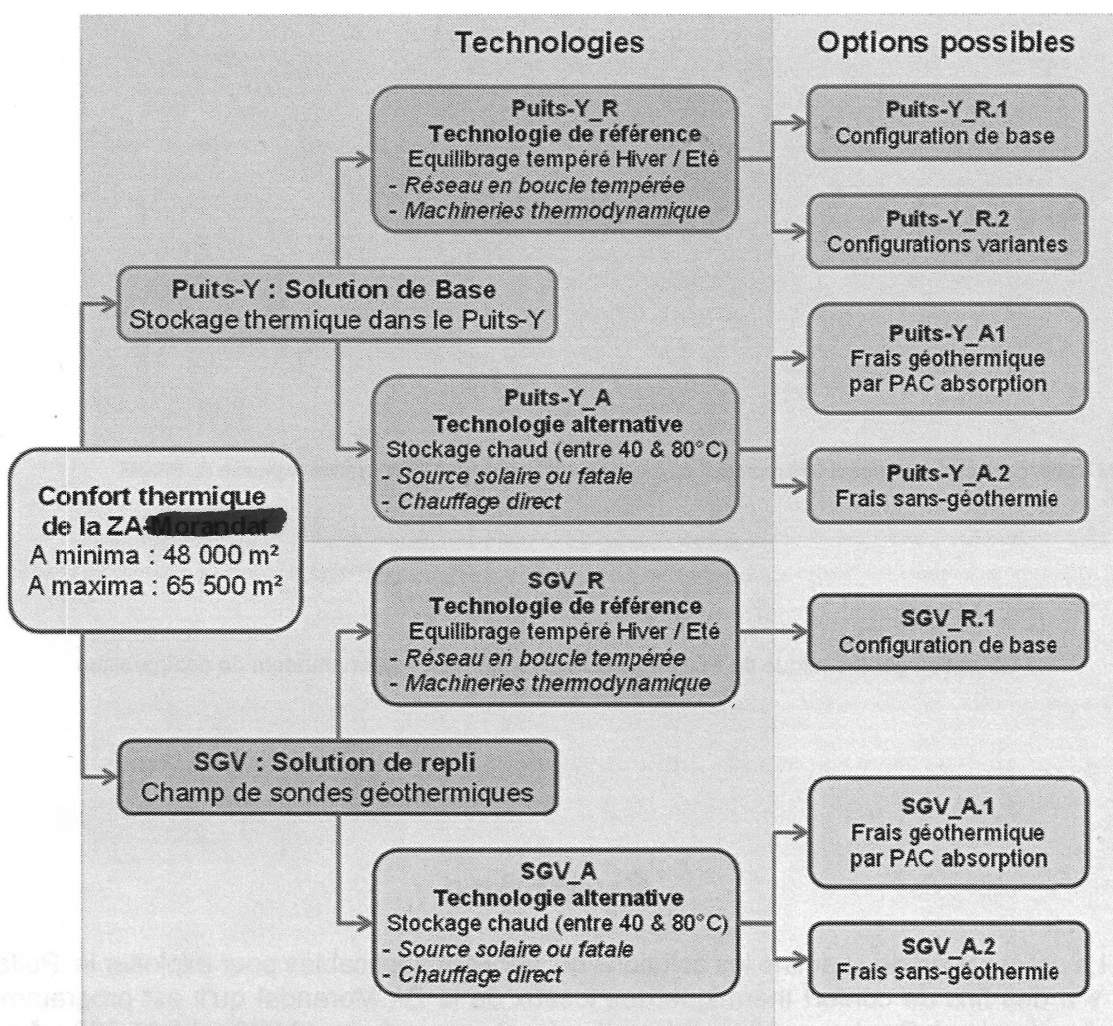 Technologies
Options possibles
Puits-Y_R
Technologie de référence
Equilibrage tempéré Hiver / Eté
- Réseau en boucle tempérée
- Machineries thermodynamique
Puits-Y_R.1
Configuration de base
Puits-Y_R.2
Configurations variantes
Puits-Y : Solution de Base
Stockage thermique dans le Puits-Y
Puits-Y_A
Technologie alternative
Stockage chaud (entre 40 & 80°C)
- Source solaire ou fatale
- Chauffage direct
Puits-Y_A1
Frais géothermique
par PAC absorption
Puits-Y_A.2
Frais sans-géothermie
Confort thermique
de la ZA-
A minima : 48 000 m²
A maxima : 65 500 m²
SGV_R
Technologie de référence
Equilibrage tempéré Hiver / Eté
- Réseau en boucle tempérée
- Machineries thermodynamique
SGV_R.1
Configuration de base
SGV : Solution de repli
Champ de sondes géothermiques
SGV_A
Technologie alternative
Stockage chaud (entre 40 & 80°C)
- Source solaire ou fatale
- Chauffage direct
SGV_A.1
Frais géothermique
par PAC absorption
SGV_A.2
Frais sans-géothermie